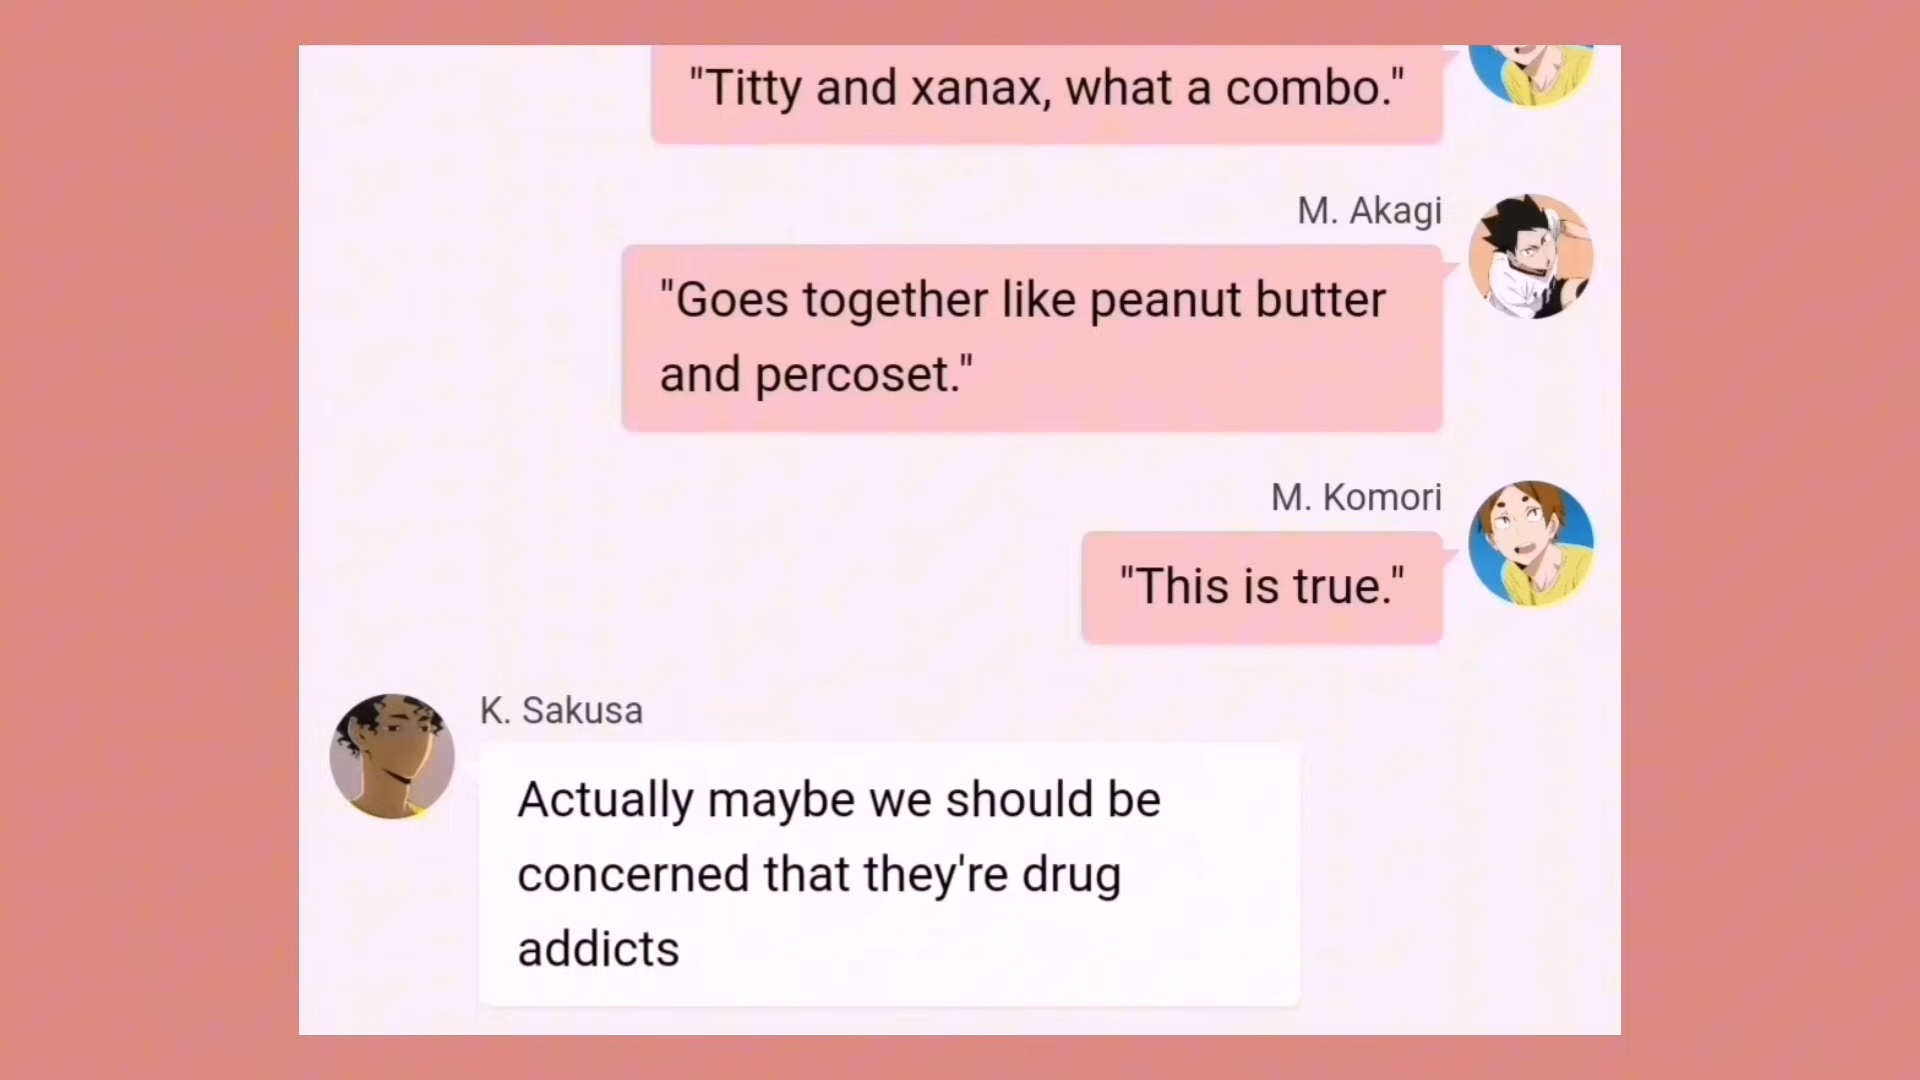 "Titty and xanax, what a combo."
M. Akagi
"Goes together like peanut butter
and percoset."
M. Komori
"This is true."
K. Sakusa
Actually maybe we should be
concerned that they're drug
addicts